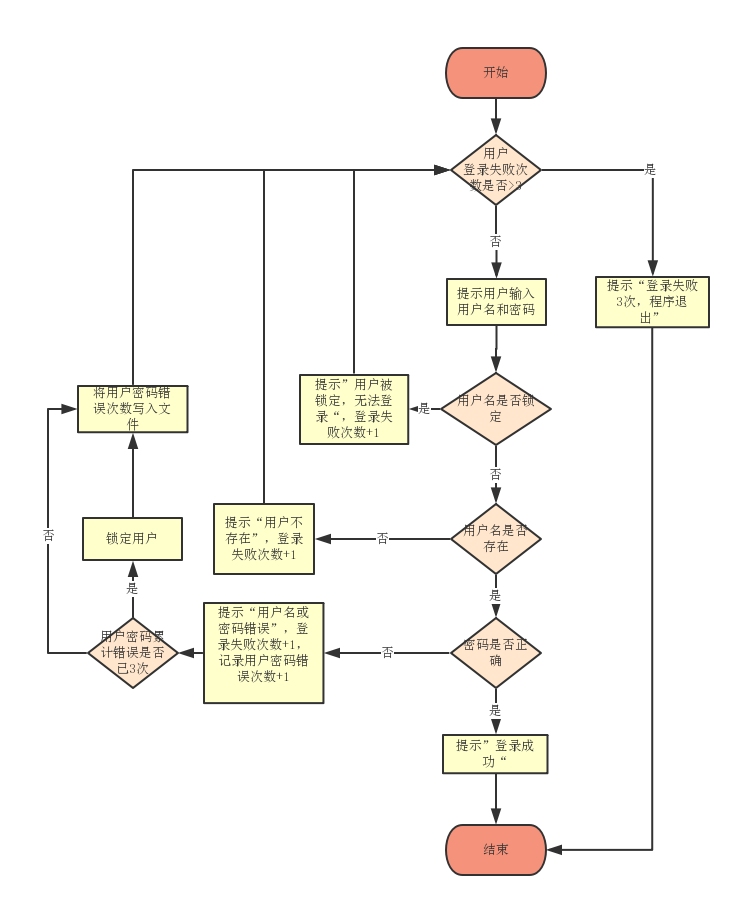 开始
用户
登录失败次
数是否>3
是
否
提示用户输入
用户名和密码
提示“登录失败
3次，程序退
出”
提示”用户被
锁定，无法登
录“，登录失
败次数+1
是
用户名是否锁
定
将用户密码错
误次数写入文
件
否
提示“用户不
存在”，登录
失败次数+1
否
用户名是否
存在
锁定用户
否
是
是
提示“用户名或
密码错误”，登
录失败次数+1，
记录用户密码错
误次数+1
用户密码累
计错误是否
已3次
否
密码是否正
确
是
提示”登录成
功“
结束